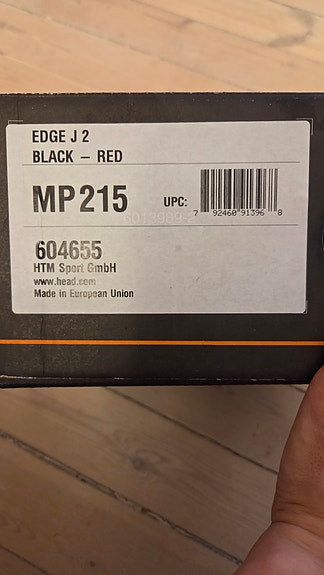 EDGE J 2
BLACK – RED
MP 215
UPC:
7 92460 91396 8
604655
HTM Sport GmbH
www.head.com
Made in European Union